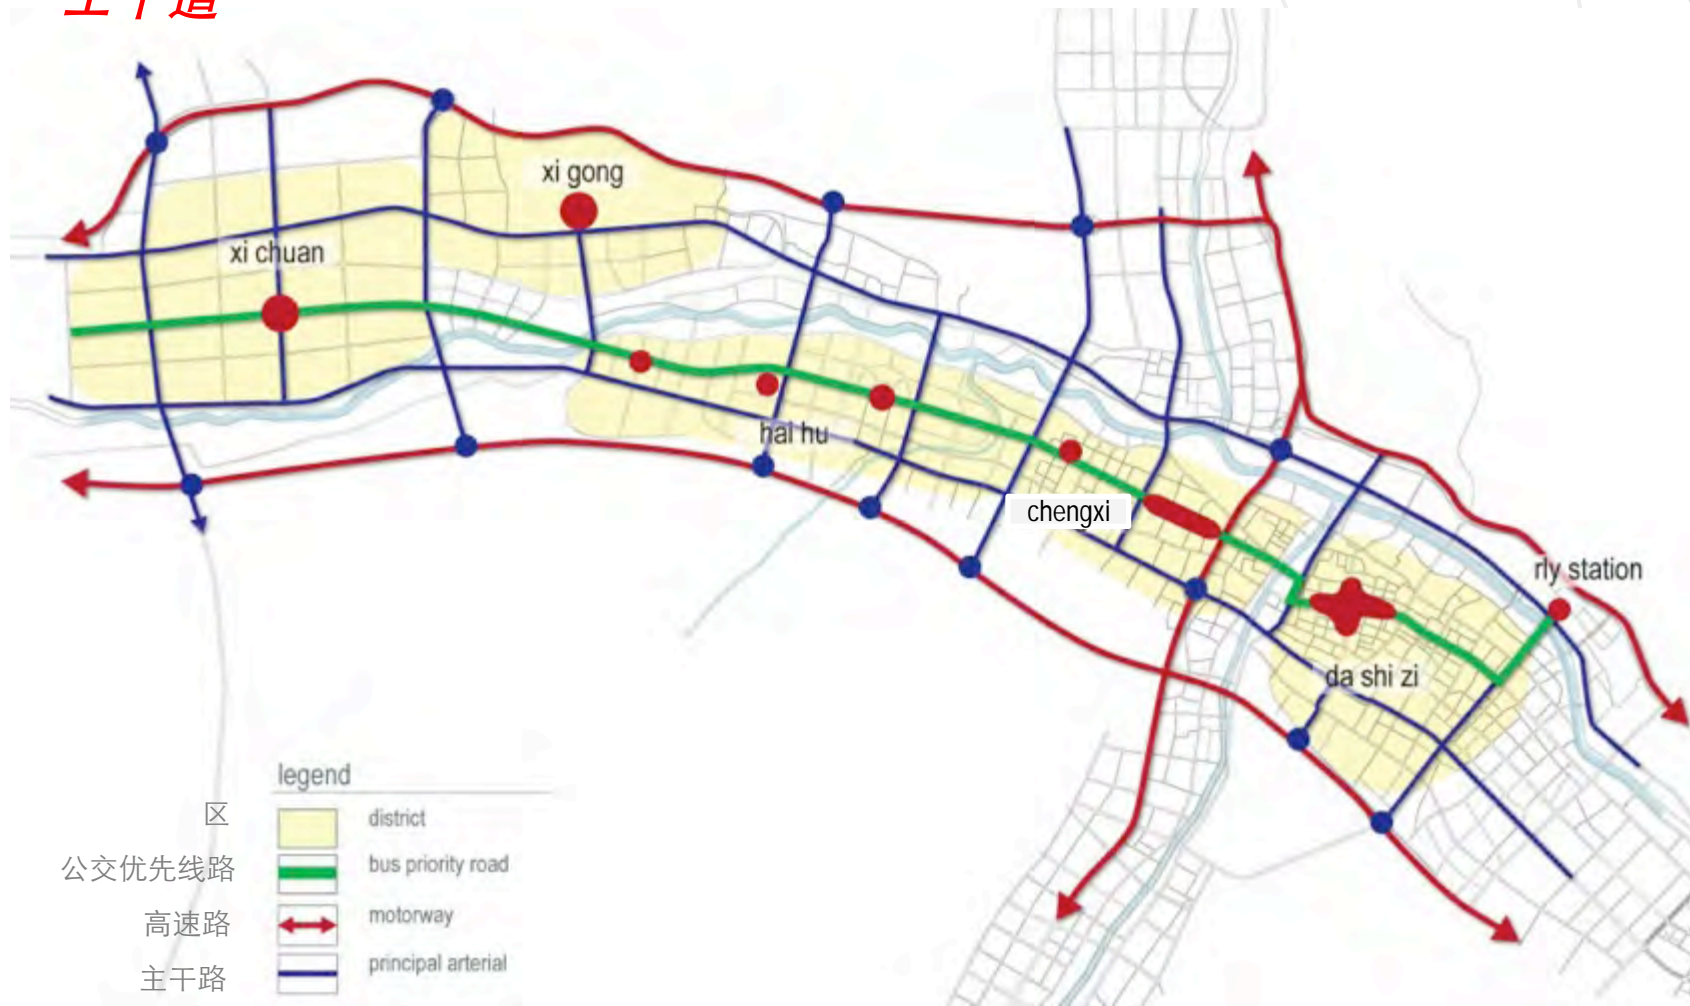 xi gong
xi chuan
hai hu
chengxi
rly station
da shi zi
legend
区 district
公交优先线路 bus priority road
高速路 motorway
主干路 principal arterial